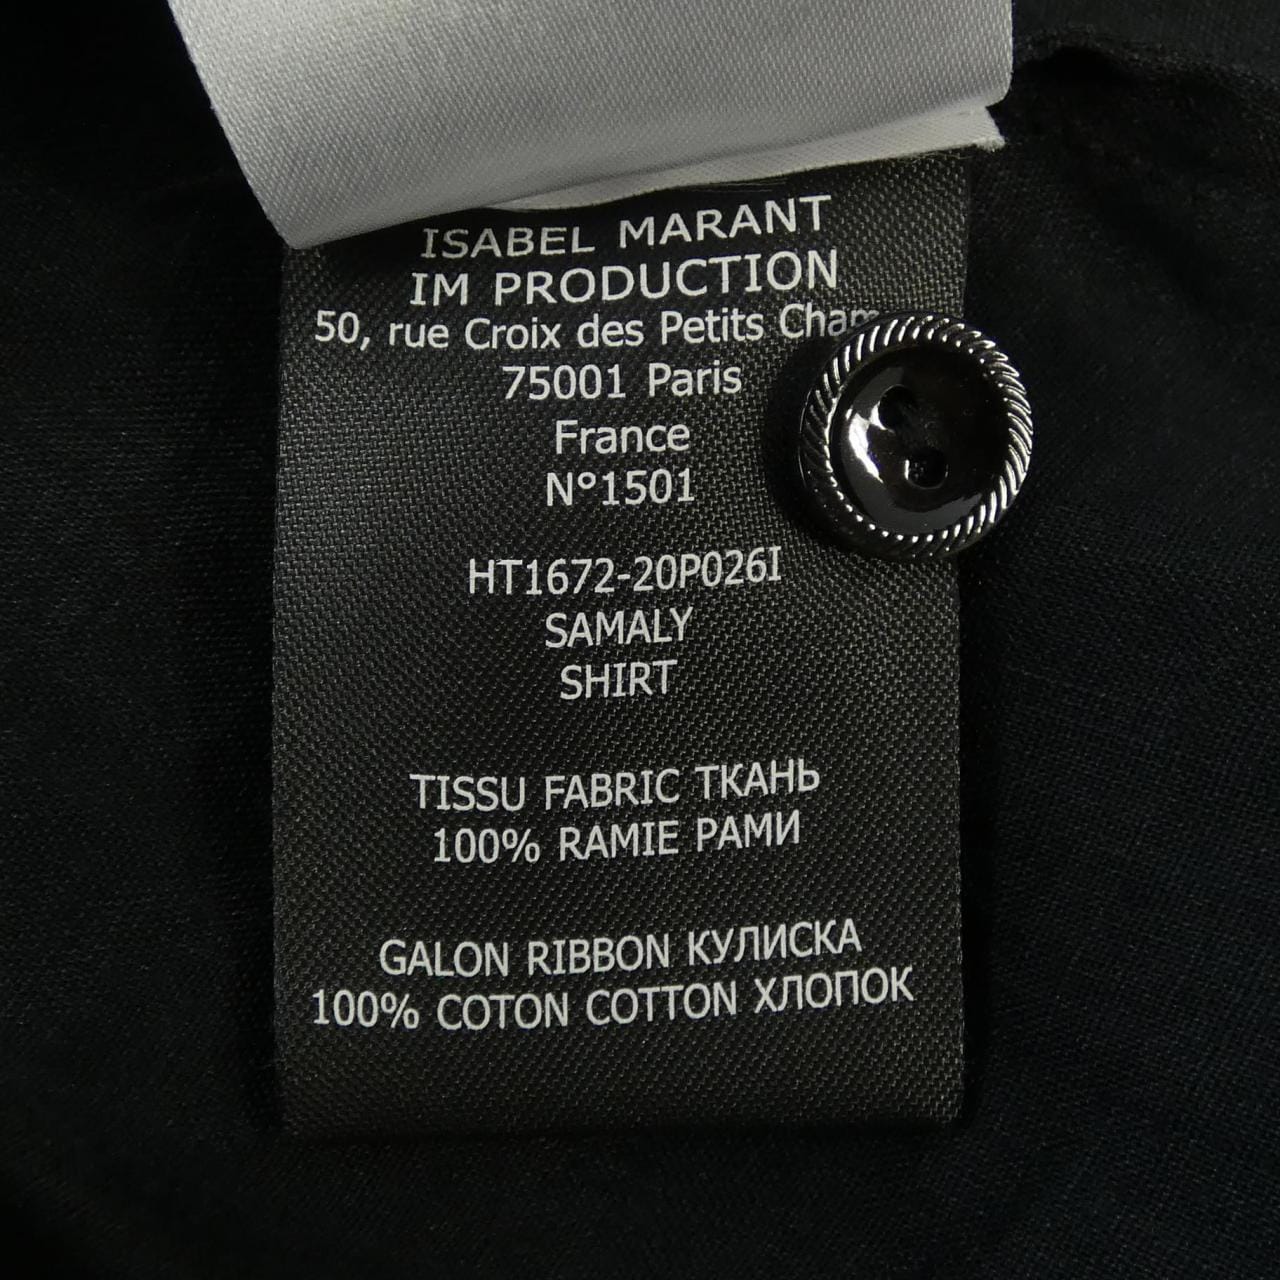 ISABEL MARANT
IM PRODUCTION
50, rue Croix des Petits
75001 Paris
France
N°1501
HT1672-20P026I
SAMALY
SHIRT
TISSU FABRIC ТКАНЬ
100% RAMIE РАМИ
GALON RIBBON КУЛИСКА
100% COTON COTTON ХЛОПОК